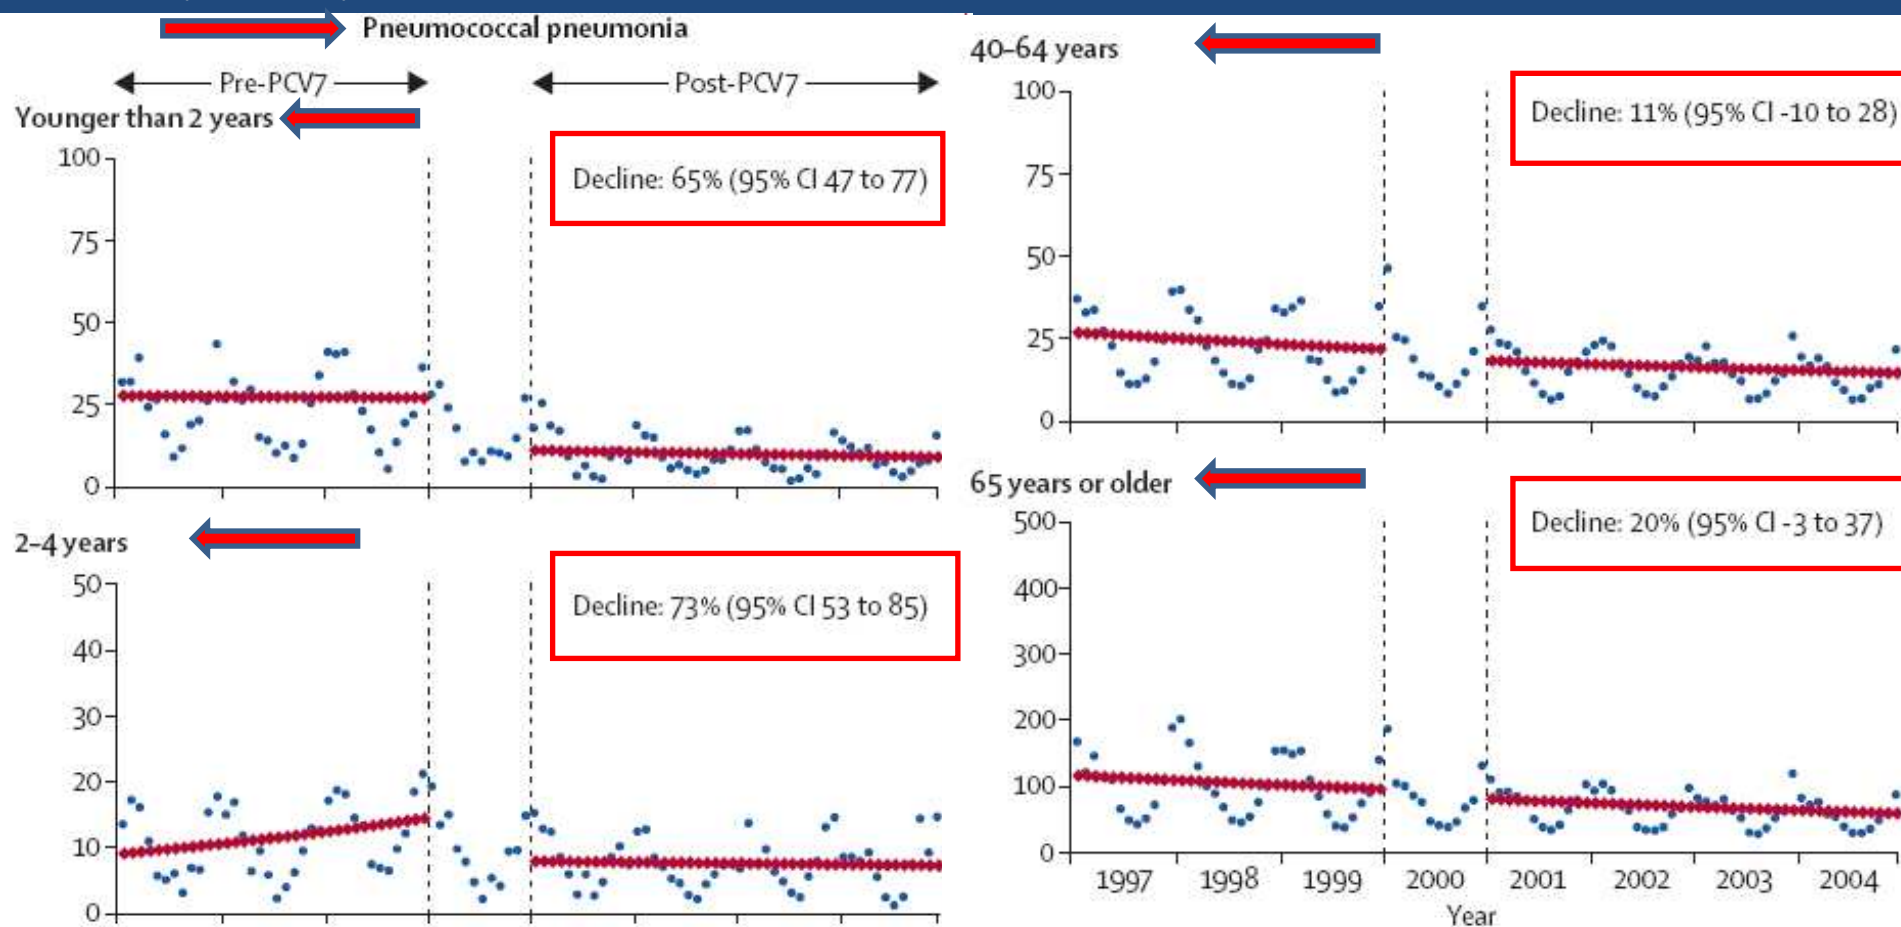 Pneumococcal pneumonia
Pre-PCV7
Post-PCV7
Younger than 2 years
Decline: 65% (95% CI 47 to 77)
100
75
50
25
0
2–4 years
Decline: 73% (95% CI 53 to 85)
50
40
30
20
10
0
40–64 years
Decline: 11% (95% CI -10 to 28)
100
75
50
25
0
65 years or older
Decline: 20% (95% CI -3 to 37)
500
400
300
200
100
0
1997 1998 1999 2000 2001 2002 2003 2004
Year